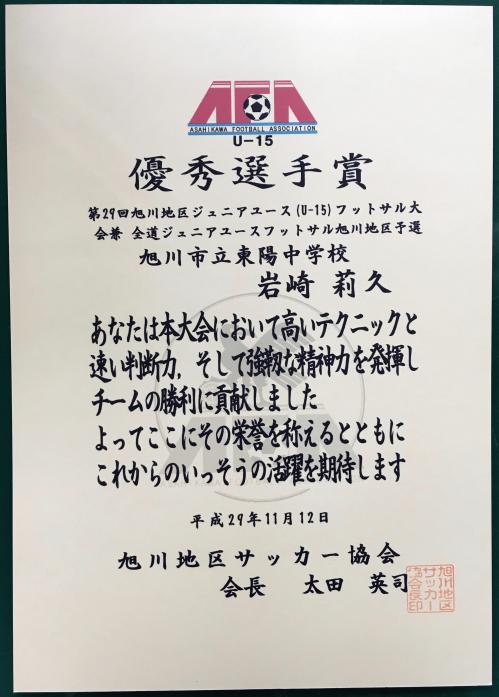 AFA
ASAHIKAWA FOOTBALL ASSOCIATION
U-15
優秀選手賞
第29回旭川地区ジュニアユース(U-15)フットサル大
会兼 全道ジュニアユースフットサル旭川地区予選
旭川市立東陽中学校
岩崎 莉久
あなたは本大会において高いテクニックと
速い判断力，そして強靱な精神力を発揮し
チームの勝利に貢献しました
よってここにその栄誉を称えるとともに
これからのいっそうの活躍を期待します
平成29年11月12日
旭川地区サッカー協会
会長 太田 英司
旭川地区
サッカー
協会長印